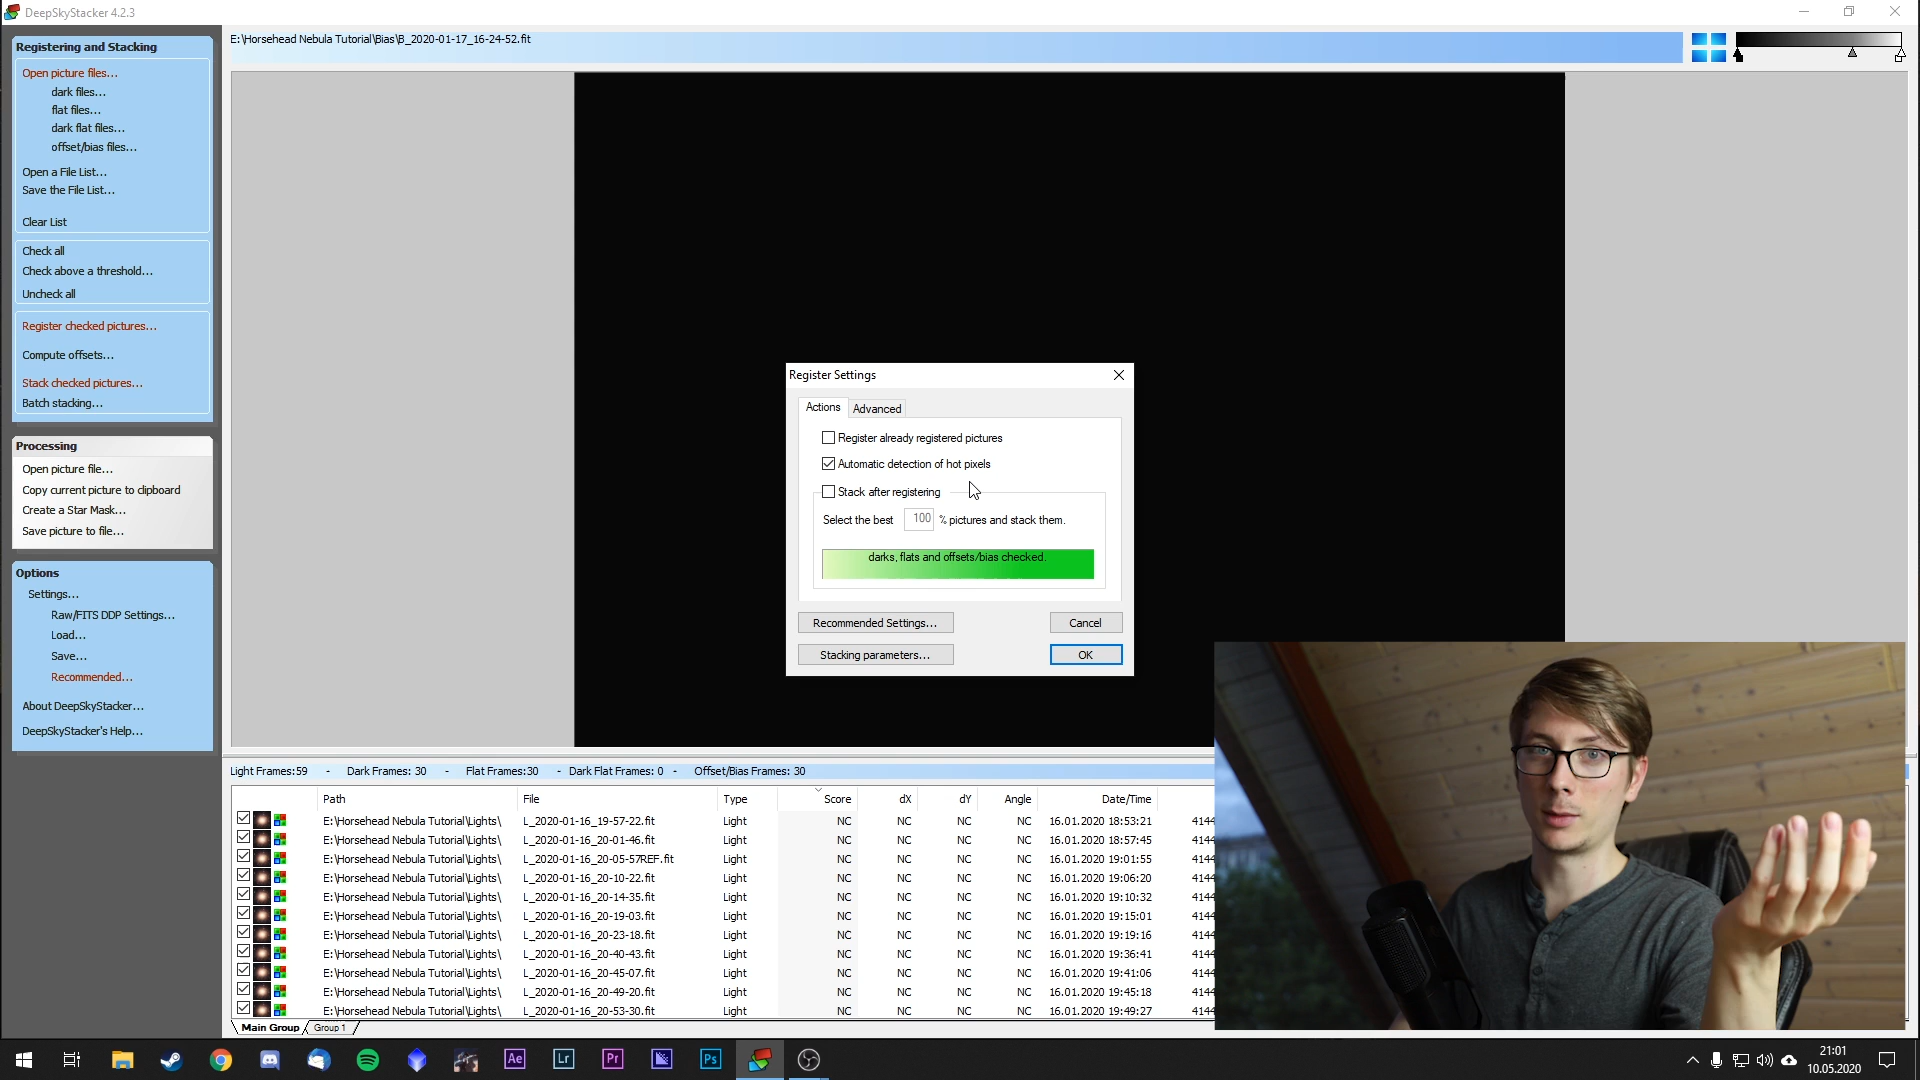 DeepSkyStacker 4.2.3
Registering and Stacking
Open picture files...
dark files...
flat files...
dark flat files...
offset/bias files...
Open a File List...
Save the File List...
Clear List
Check all
Check above a threshold...
Uncheck all
Register checked pictures...
Compute offsets...
Stack checked pictures...
Batch stacking...
Processing
Open picture file...
Copy current picture to clipboard
Create a Star Mask...
Save picture to file...
Options
Settings...
Raw/FITS DDP Settings...
Load...
Save...
Recommended...
About DeepSkyStacker...
DeepSkyStacker's Help...
E:\Horsehead Nebula Tutorial\Bias\B_2020-01-17_16-24-52.fit
Register Settings
Actions Advanced
Register already registered pictures
Automatic detection of hot pixels
Stack after registering
Select the best 100 % pictures and stack them.
darks, flats and offsets/bias checked.
Recommended Settings... Cancel
Stacking parameters... OK
Light Frames:59 - Dark Frames: 30 - Flat Frames:30 - Dark Flat Frames: 0 - Offset/Bias Frames: 30
Path File Type Score dX dY Angle Date/Time
E:\Horsehead Nebula Tutorial\Lights\ L_2020-01-16_19-57-22.fit Light NC NC NC NC 16.01.2020 18:53:21 4144
E:\Horsehead Nebula Tutorial\Lights\ L_2020-01-16_20-01-46.fit Light NC NC NC NC 16.01.2020 18:57:45 4144
E:\Horsehead Nebula Tutorial\Lights\ L_2020-01-16_20-05-57REF.fit Light NC NC NC NC 16.01.2020 19:01:55 4144
E:\Horsehead Nebula Tutorial\Lights\ L_2020-01-16_20-10-22.fit Light NC NC NC NC 16.01.2020 19:06:20 4144
E:\Horsehead Nebula Tutorial\Lights\ L_2020-01-16_20-14-35.fit Light NC NC NC NC 16.01.2020 19:10:32 4144
E:\Horsehead Nebula Tutorial\Lights\ L_2020-01-16_20-19-03.fit Light NC NC NC NC 16.01.2020 19:15:01 4144
E:\Horsehead Nebula Tutorial\Lights\ L_2020-01-16_20-23-18.fit Light NC NC NC NC 16.01.2020 19:19:16 4144
E:\Horsehead Nebula Tutorial\Lights\ L_2020-01-16_20-40-43.fit Light NC NC NC NC 16.01.2020 19:36:41 4144
E:\Horsehead Nebula Tutorial\Lights\ L_2020-01-16_20-45-07.fit Light NC NC NC NC 16.01.2020 19:41:06 4144
E:\Horsehead Nebula Tutorial\Lights\ L_2020-01-16_20-49-20.fit Light NC NC NC NC 16.01.2020 19:45:18 4144
E:\Horsehead Nebula Tutorial\Lights\ L_2020-01-16_20-53-30.fit Light NC NC NC NC 16.01.2020 19:49:27 4144
Main Group Group 1
Ae Lr Pr Ps
21:01
10.05.2020